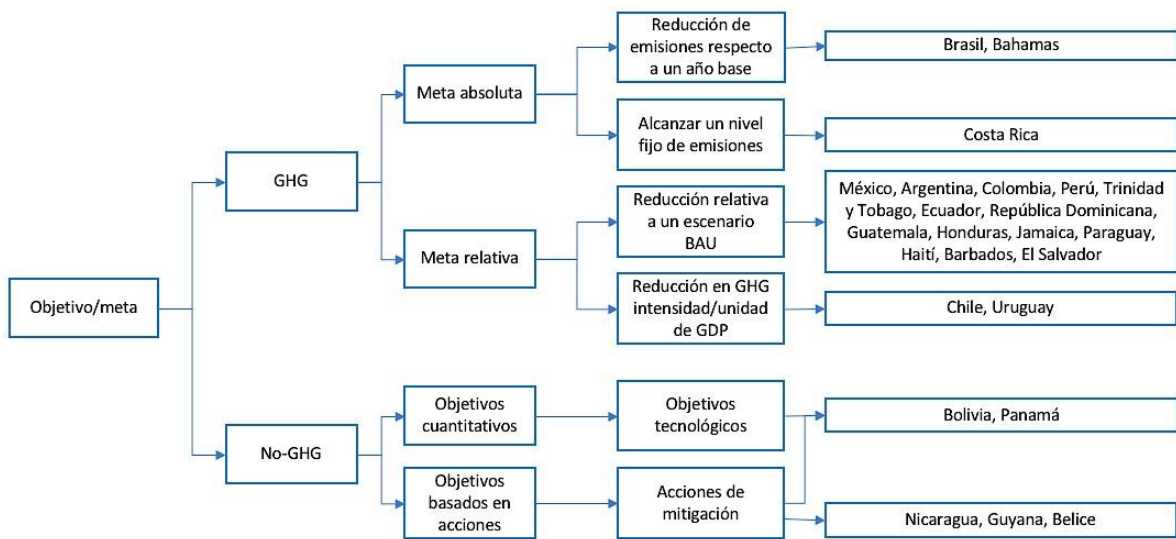 Objetivo/meta
GHG
No-GHG
Meta absoluta
Meta relativa
Objetivos
cuantitativos
Objetivos
basados en
acciones
Reducción de
emisiones respecto
a un año base
Alcanzar un nivel
fijo de emisiones
Reducción relativa
a un escenario
BAU
Reducción en GHG
intensidad/unidad
de GDP
Objetivos
tecnológicos
Acciones de
mitigación
Brasil, Bahamas
Costa Rica
México, Argentina, Colombia, Perú, Trinidad
y Tobago, Ecuador, República Dominicana,
Guatemala, Honduras, Jamaica, Paraguay,
Haití, Barbados, El Salvador
Chile, Uruguay
Bolivia, Panamá
Nicaragua, Guyana, Belice